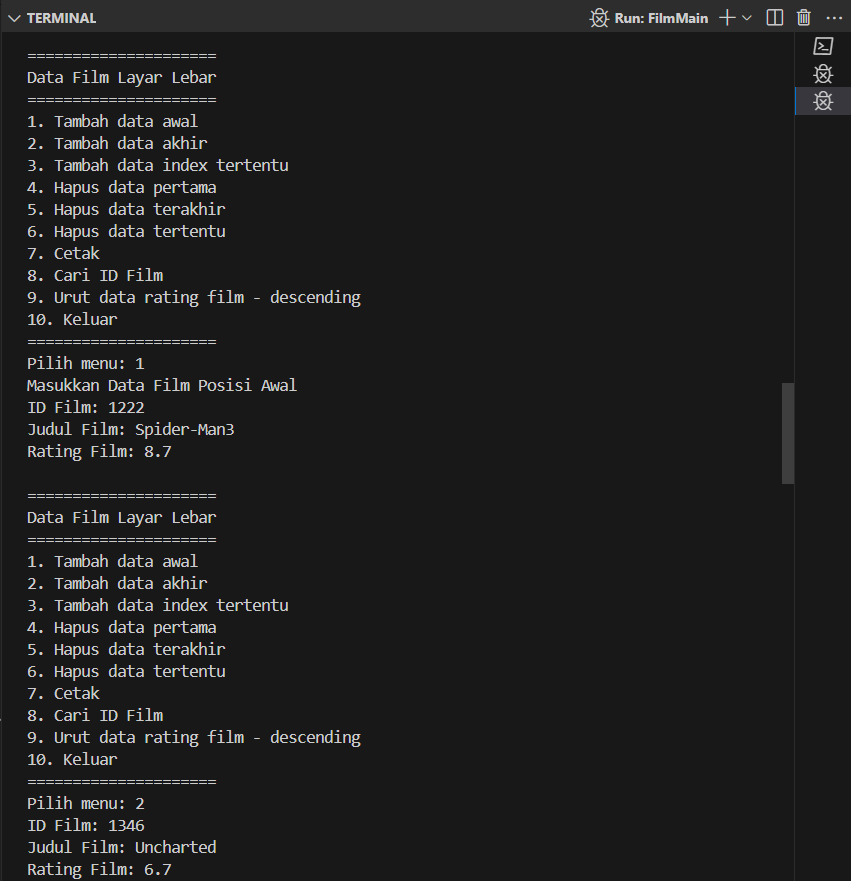 TERMINAL
Run: FilmMain
=====================
Data Film Layar Lebar
=====================
1. Tambah data awal
2. Tambah data akhir
3. Tambah data index tertentu
4. Hapus data pertama
5. Hapus data terakhir
6. Hapus data tertentu
7. Cetak
8. Cari ID Film
9. Urut data rating film - descending
10. Keluar
=====================
Pilih menu: 1
Masukkan Data Film Posisi Awal
ID Film: 1222
Judul Film: Spider-Man3
Rating Film: 8.7
=====================
Data Film Layar Lebar
=====================
1. Tambah data awal
2. Tambah data akhir
3. Tambah data index tertentu
4. Hapus data pertama
5. Hapus data terakhir
6. Hapus data tertentu
7. Cetak
8. Cari ID Film
9. Urut data rating film - descending
10. Keluar
=====================
Pilih menu: 2
ID Film: 1346
Judul Film: Uncharted
Rating Film: 6.7